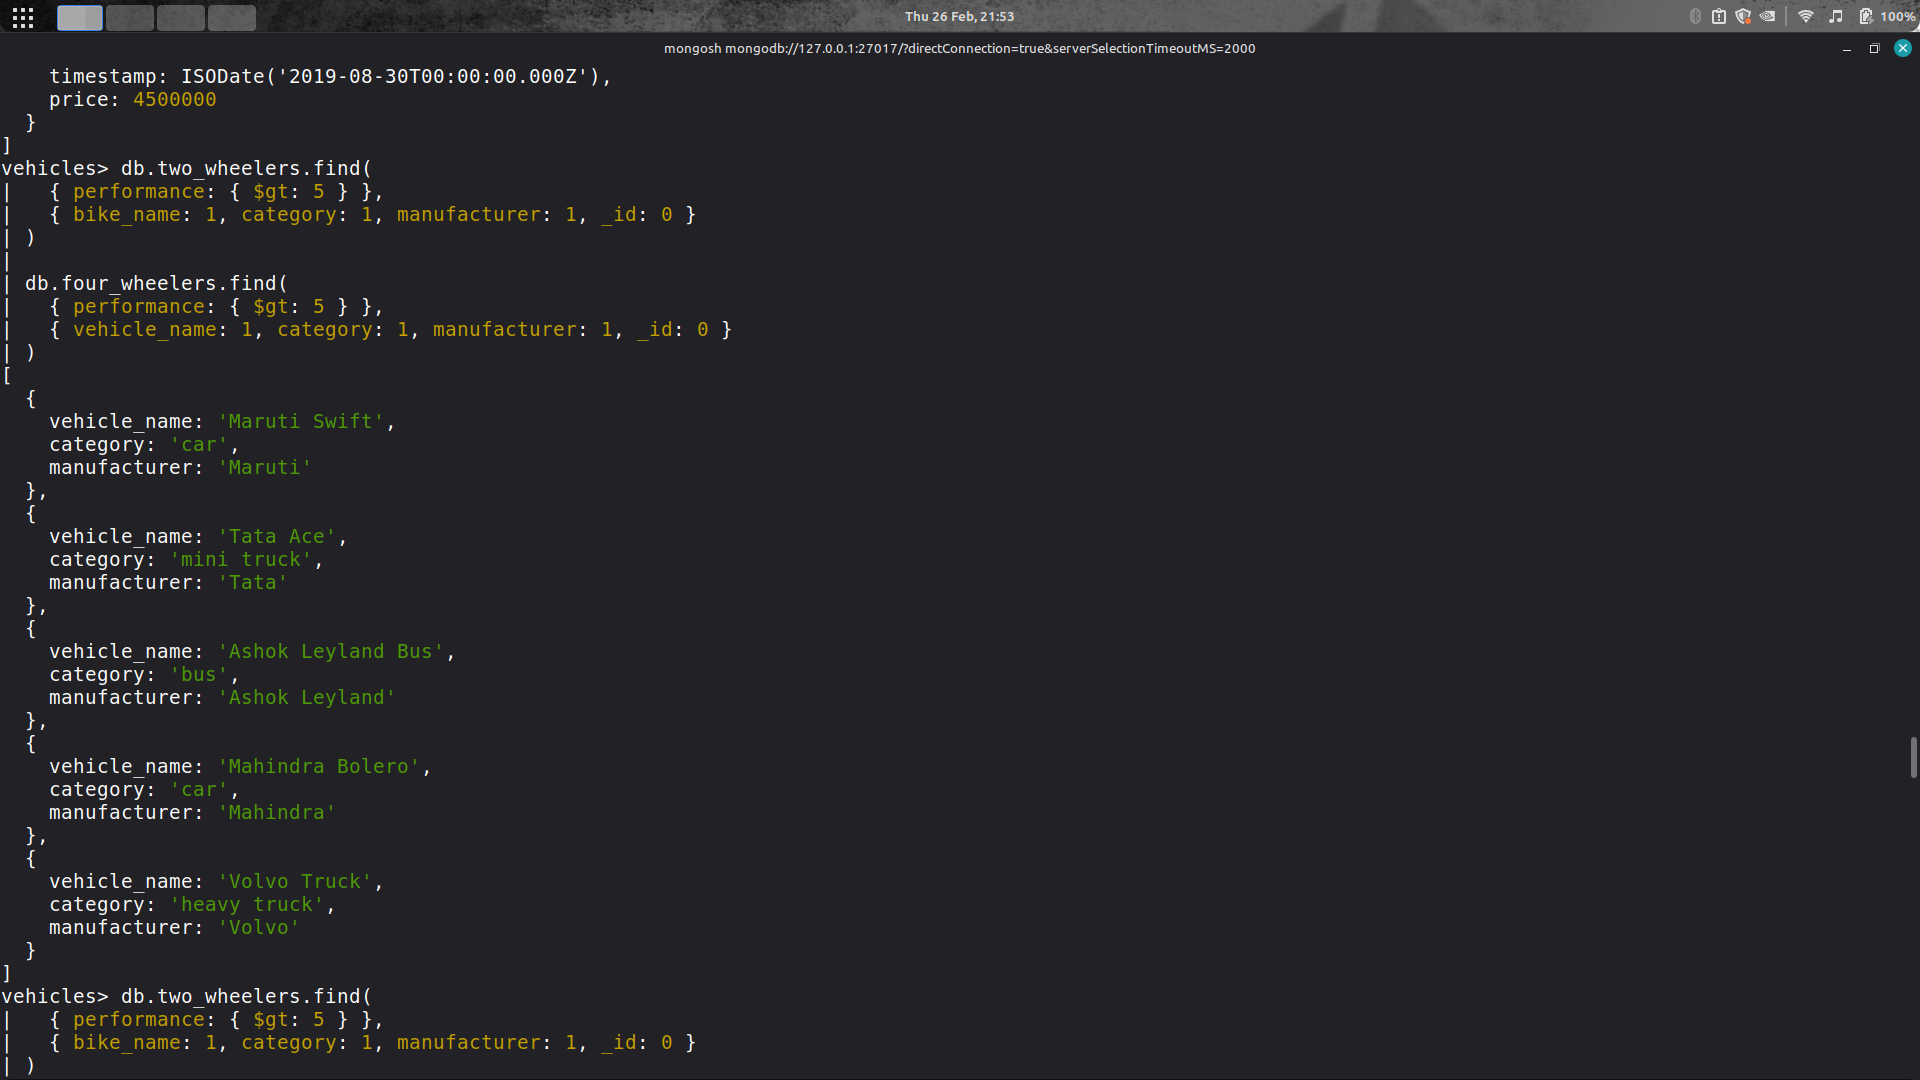 Thu 26 Feb, 21:53
100%
mongosh mongodb://127.0.0.1:27017/?directConnection=true&serverSelectionTimeoutMS=2000
    timestamp: ISODate('2019-08-30T00:00:00.000Z'),
    price: 4500000
  }
]
vehicles> db.two_wheelers.find(
|   { performance: { $gt: 5 } },
|   { bike_name: 1, category: 1, manufacturer: 1, _id: 0 }
| )
|
| db.four_wheelers.find(
|   { performance: { $gt: 5 } },
|   { vehicle_name: 1, category: 1, manufacturer: 1, _id: 0 }
| )
[
  {
    vehicle_name: 'Maruti Swift',
    category: 'car',
    manufacturer: 'Maruti'
  },
  {
    vehicle_name: 'Tata Ace',
    category: 'mini truck',
    manufacturer: 'Tata'
  },
  {
    vehicle_name: 'Ashok Leyland Bus',
    category: 'bus',
    manufacturer: 'Ashok Leyland'
  },
  {
    vehicle_name: 'Mahindra Bolero',
    category: 'car',
    manufacturer: 'Mahindra'
  },
  {
    vehicle_name: 'Volvo Truck',
    category: 'heavy truck',
    manufacturer: 'Volvo'
  }
]
vehicles> db.two_wheelers.find(
|   { performance: { $gt: 5 } },
|   { bike_name: 1, category: 1, manufacturer: 1, _id: 0 }
| )